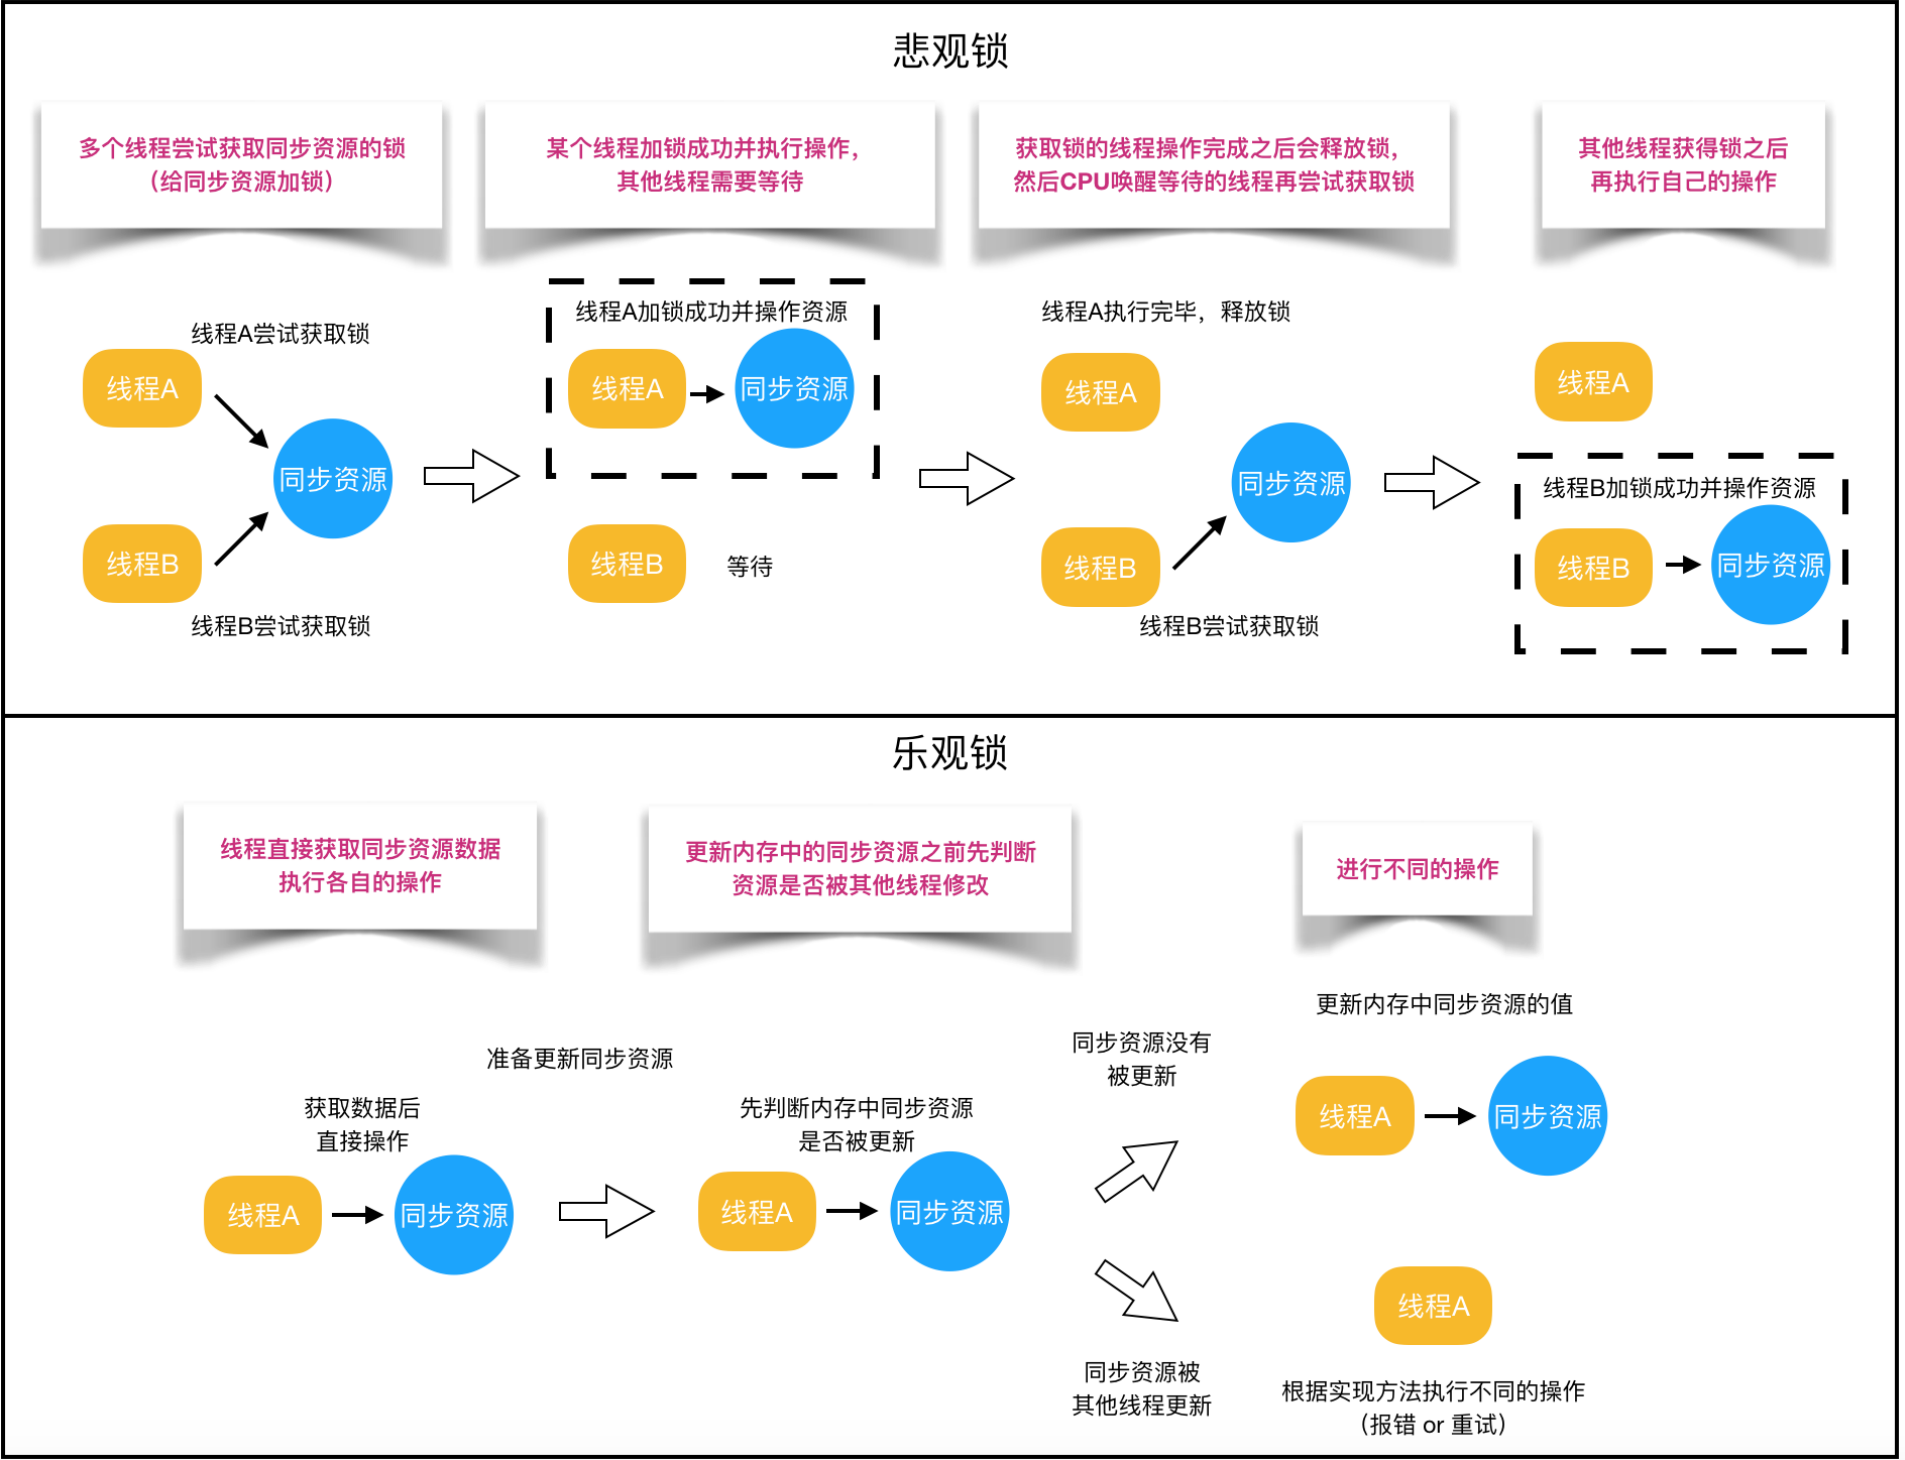 悲观锁
多个线程尝试获取同步资源的锁
（给同步资源加锁）
某个线程加锁成功并执行操作，
其他线程需要等待
获取锁的线程操作完成之后会释放锁，
然后CPU唤醒等待的线程再尝试获取锁
其他线程获得锁之后
再执行自己的操作
线程A尝试获取锁
线程A
同步资源
线程B
线程B尝试获取锁
线程A加锁成功并操作资源
线程A
同步资源
线程B
等待
线程A执行完毕，释放锁
线程A
同步资源
线程B
线程B尝试获取锁
线程A
线程B加锁成功并操作资源
线程B
同步资源
乐观锁
线程直接获取同步资源数据
执行各自的操作
更新内存中的同步资源之前先判断
资源是否被其他线程修改
进行不同的操作
获取数据后
直接操作
线程A
同步资源
准备更新同步资源
先判断内存中同步资源
是否被更新
线程A
同步资源
同步资源没有
被更新
更新内存中同步资源的值
线程A
同步资源
同步资源被
其他线程更新
线程A
根据实现方法执行不同的操作
（报错 or 重试）